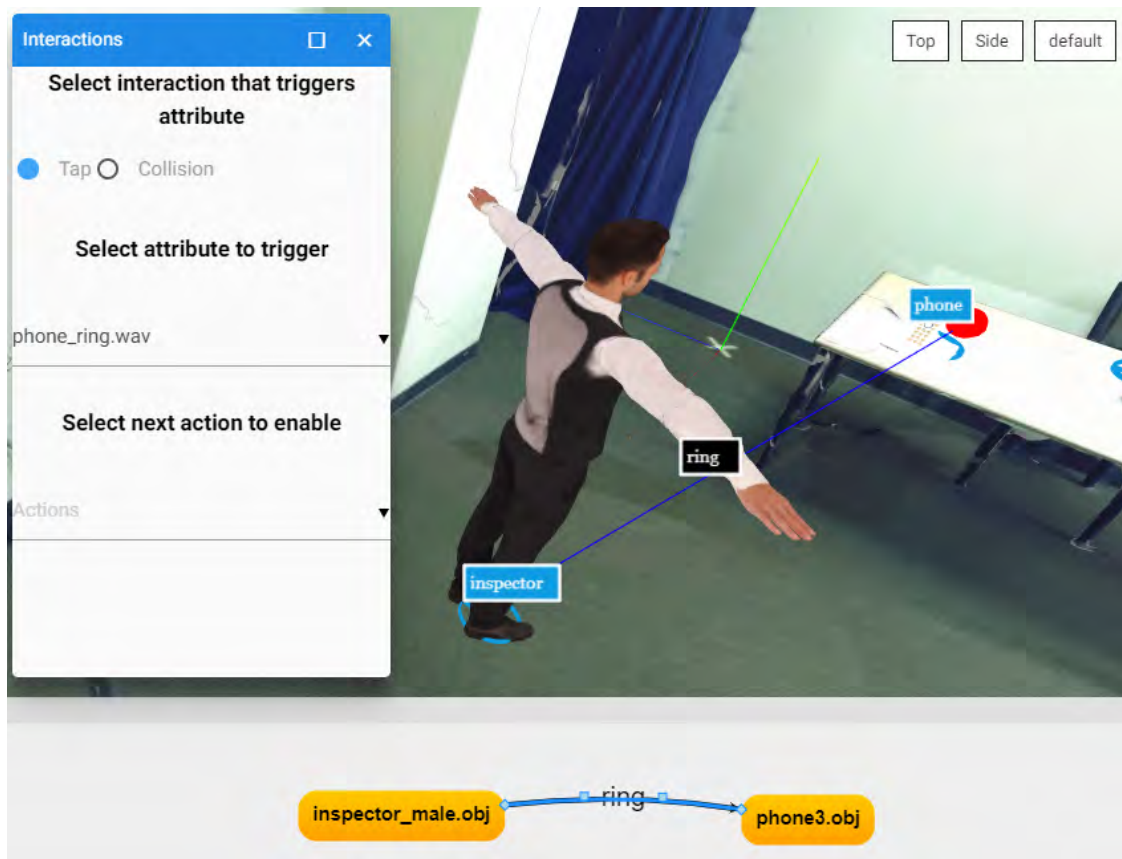 Interactions
Select interaction that triggers
attribute
Tap Collision
Select attribute to trigger
phone_ring.wav
Select next action to enable
Actions
Top Side default
phone
ring
inspector
ring
inspector_male.obj
phone3.obj